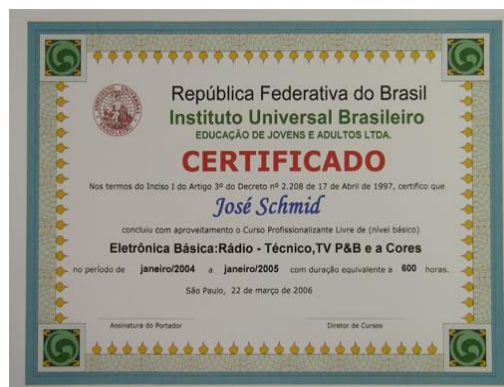 República Federativa do Brasil
Instituto Universal Brasileiro
EDUCAÇÃO DE JOVENS E ADULTOS LTDA.
CERTIFICADO
Nos termos do Inciso I do Artigo 3º do Decreto nº 2.208 de 17 de Abril de 1997, certifico que
José Schmid
concluiu com aproveitamento o Curso Profissionalizante Livre de (nível básico)
Eletrônica Básica:Rádio - Técnico,TV P&B e a Cores
no período de janeiro/2004 a janeiro/2005 com duração equivalente a 600 horas.
São Paulo, 22 de março de 2006
Assinatura do Portador Diretor de Cursos